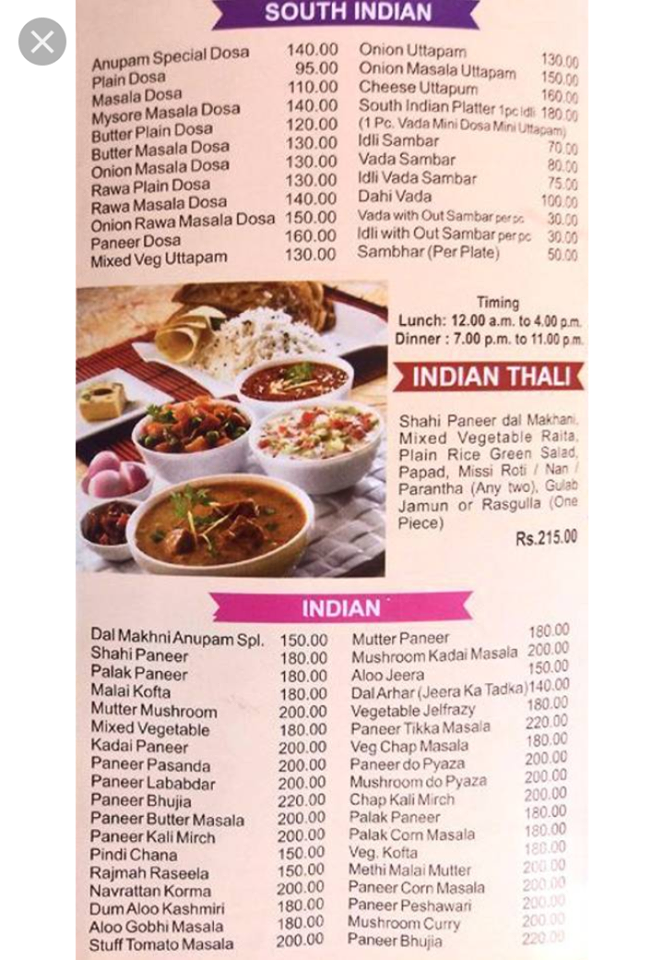 SOUTH INDIAN
Anupam Special Dosa 140.00
Plain Dosa 95.00
Masala Dosa 110.00
Mysore Masala Dosa 140.00
Butter Plain Dosa 120.00
Butter Masala Dosa 130.00
Onion Masala Dosa 130.00
Rawa Plain Dosa 130.00
Rawa Masala Dosa 140.00
Onion Rawa Masala Dosa 150.00
Paneer Dosa 160.00
Mixed Veg Uttapam 130.00
Onion Uttapam 130.00
Onion Masala Uttapam 150.00
Cheese Uttapum 160.00
South Indian Platter 1pc Idli 180.00
(1 Pc. Vada Mini Dosa Mini Uttapam)
Idli Sambar 70.00
Vada Sambar 80.00
Idli Vada Sambar 75.00
Dahi Vada 100.00
Vada with Out Sambar per pc 30.00
Idli with Out Sambar per pc 30.00
Sambhar (Per Plate) 50.00
Timing
Lunch: 12.00 a.m. to 4.00 p.m.
Dinner : 7.00 p.m. to 11.00 p.m.
INDIAN THALI
Shahi Paneer dal Makhani,
Mixed Vegetable Raita,
Plain Rice Green Salad,
Papad, Missi Roti / Nan /
Parantha (Any two), Gulab
Jamun or Rasgulla (One
Piece)
Rs.215.00
INDIAN
Dal Makhni Anupam Spl. 150.00
Shahi Paneer 180.00
Palak Paneer 180.00
Malai Kofta 180.00
Mutter Mushroom 200.00
Mixed Vegetable 180.00
Kadai Paneer 200.00
Paneer Pasanda 200.00
Paneer Lababdar 200.00
Paneer Bhujia 220.00
Paneer Butter Masala 200.00
Paneer Kali Mirch 200.00
Pindi Chana 150.00
Rajmah Raseela 150.00
Navrattan Korma 200.00
Dum Aloo Kashmiri 180.00
Aloo Gobhi Masala 180.00
Stuff Tomato Masala 200.00
Mutter Paneer 180.00
Mushroom Kadai Masala 200.00
Aloo Jeera 150.00
Dal Arhar (Jeera Ka Tadka) 140.00
Vegetable Jelfrazy 180.00
Paneer Tikka Masala 220.00
Veg Chap Masala 180.00
Paneer do Pyaza 200.00
Mushroom do Pyaza 200.00
Chap Kali Mirch 200.00
Palak Paneer 180.00
Palak Corn Masala 180.00
Veg. Kofta 180.00
Methi Malai Mutter 200.00
Paneer Corn Masala 200.00
Paneer Peshawari 200.00
Mushroom Curry 200.00
Paneer Bhujia 220.00